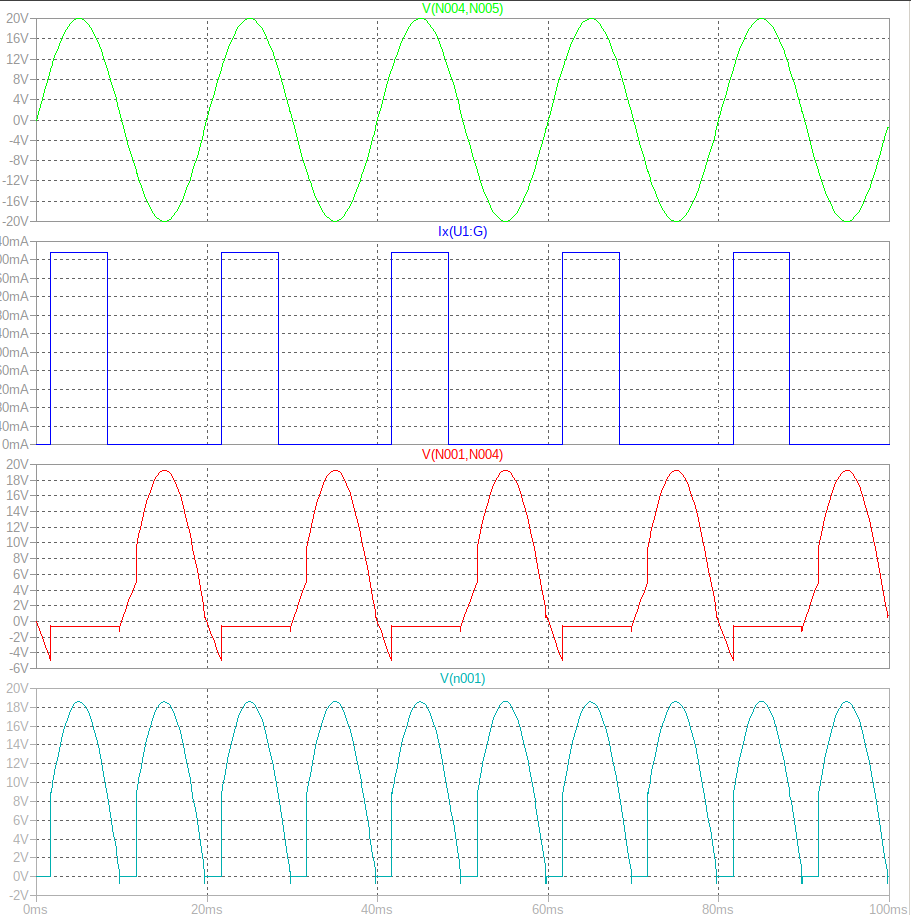 V(N004,N005)
20V
16V
12V
8V
4V
0V
-4V
-8V
-12V
-16V
-20V
Ix(U1:G)
40mA
0mA
V(N001,N004)
20V
18V
16V
14V
12V
10V
8V
6V
4V
2V
0V
-2V
-4V
-6V
V(n001)
20V
18V
16V
14V
12V
10V
8V
6V
4V
2V
0V
-2V
0ms 20ms 40ms 60ms 80ms 100ms